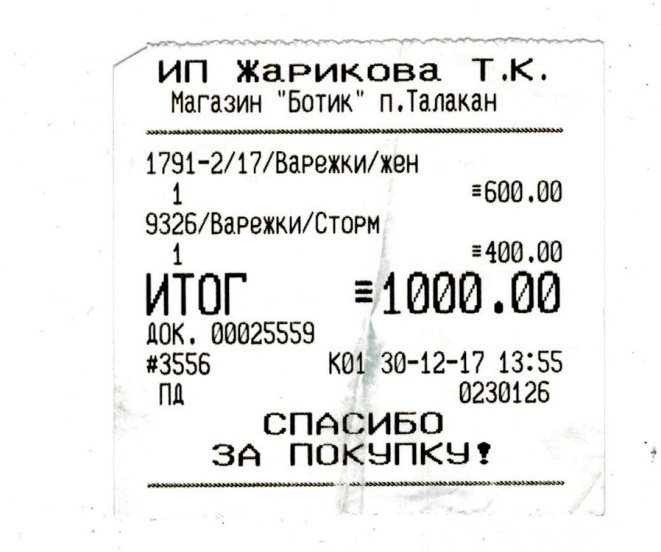 ИП Жарикова Т.К.
Магазин "Ботик" п.Талакан
1791-2/17/Варежки/жен
1 ≡600.00
9326/Варежки/Сторм
1 ≡400.00
ИТОГ ≡1000.00
ДОК. 00025559
#3556 К01 30-12-17 13:55
ПД 0230126
СПАСИБО
ЗА ПОКУПКУ!